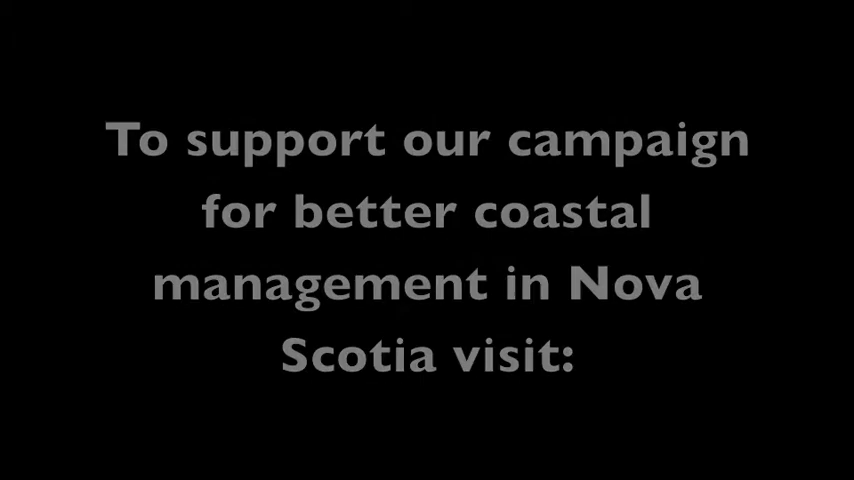 To support our campaign
for better coastal
management in Nova
Scotia visit: